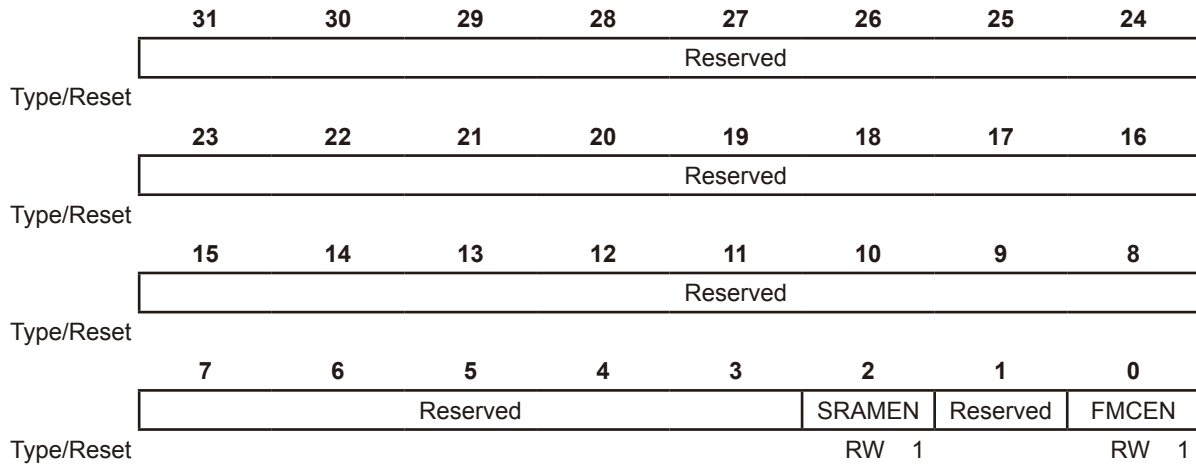 31 30 29 28 27 26 25 24
Reserved
Type/Reset
23 22 21 20 19 18 17 16
Reserved
Type/Reset
15 14 13 12 11 10 9 8
Reserved
Type/Reset
7 6 5 4 3 2 1 0
Reserved SRAMEN Reserved FMCEN
Type/Reset RW 1 RW 1